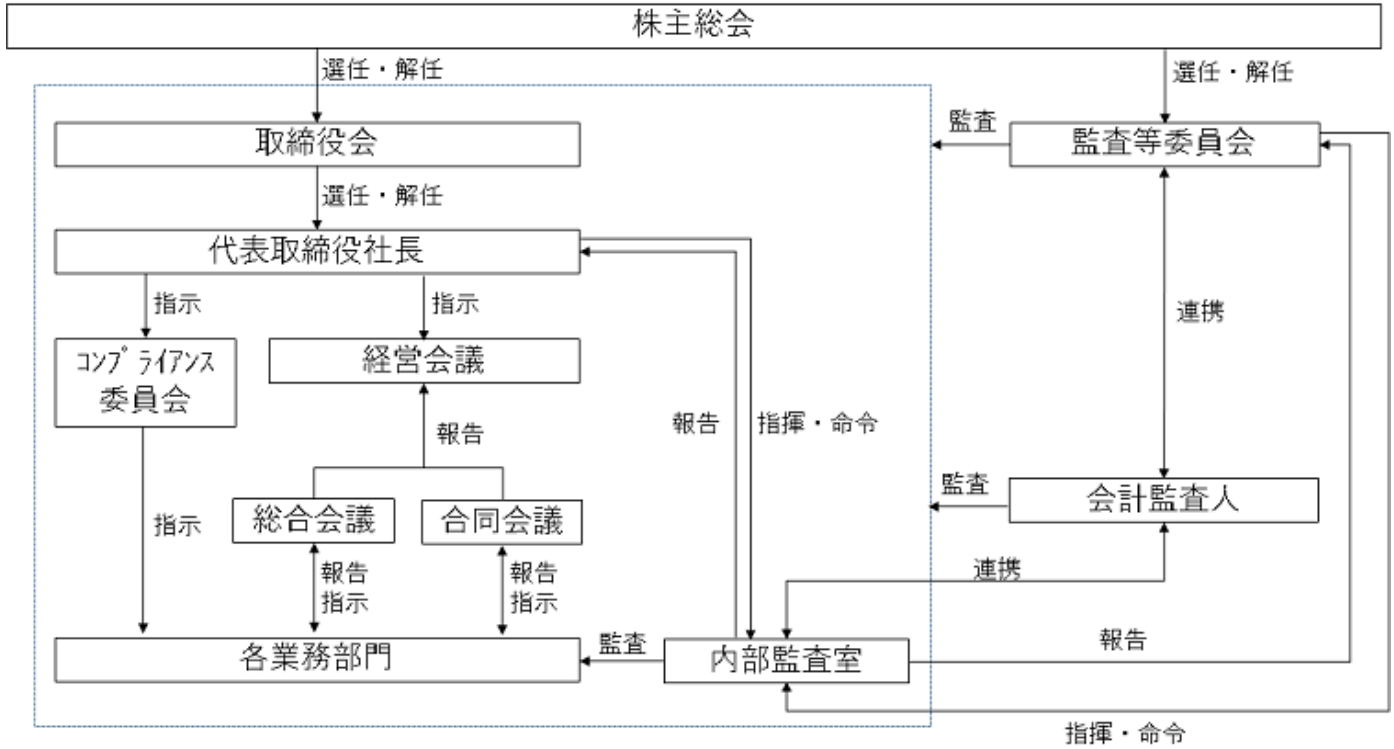 株主総会
選任・解任
選任・解任
取締役会
監査
監査等委員会
選任・解任
代表取締役社長
指示
指示
連携
コンプライアンス
委員会
経営会議
報告
報告
指揮・命令
監査
会計監査人
総合会議
合同会議
指示
報告
指示
報告
指示
連携
各業務部門
監査
内部監査室
報告
指揮・命令